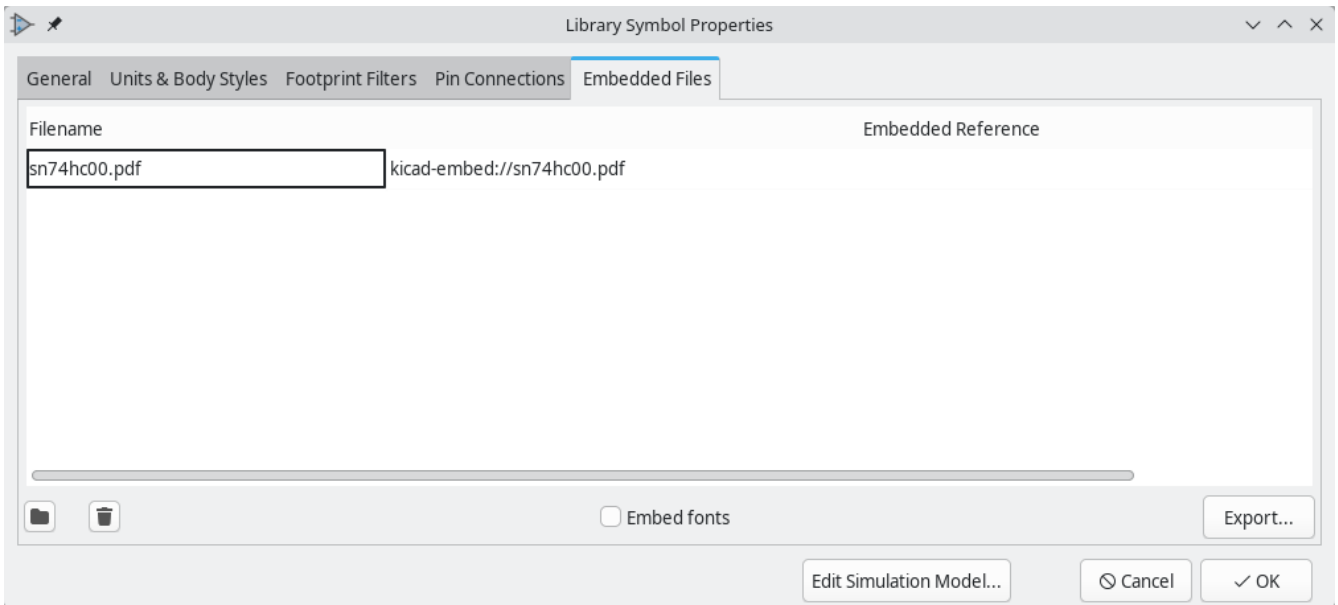 Library Symbol Properties
General Units & Body Styles Footprint Filters Pin Connections Embedded Files
Filename Embedded Reference
sn74hc00.pdf kicad-embed://sn74hc00.pdf
Embed fonts Export...
Edit Simulation Model... Cancel OK